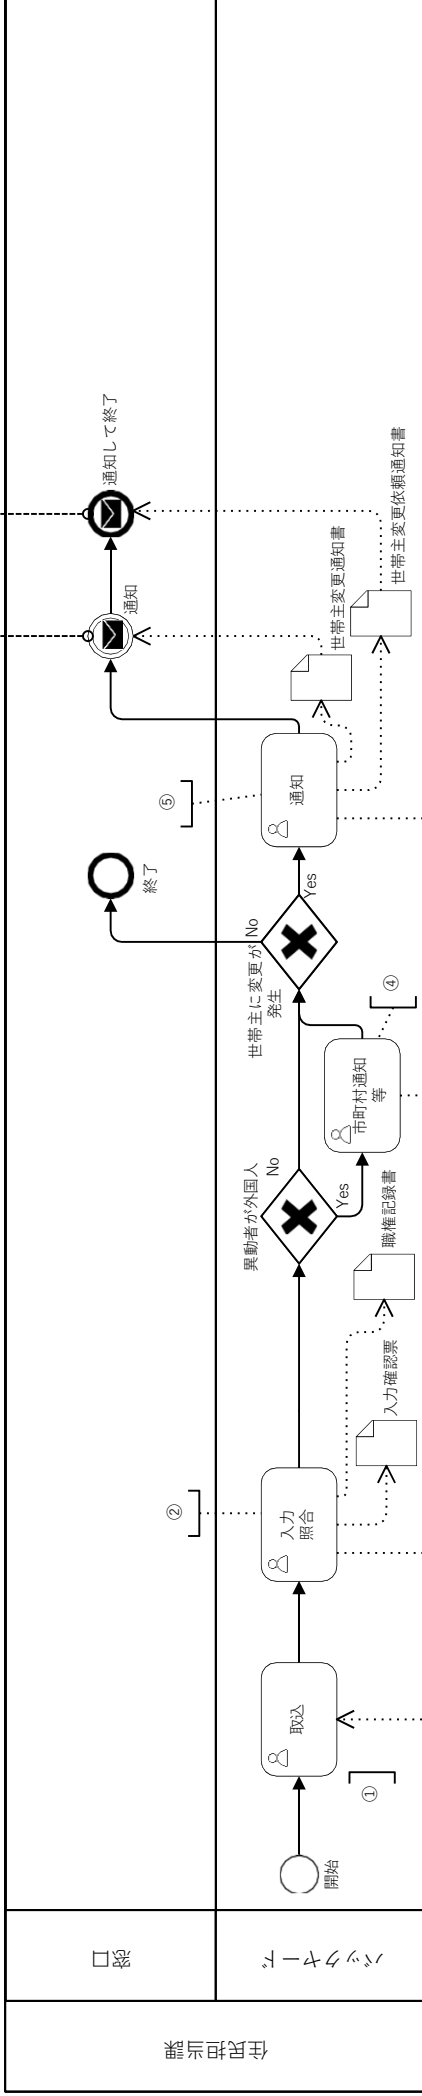 住民担当課
窓口
バックヤード
開始
①
取込
②
入力
照合
入力確認票
職権記録書
異動者が外国人
No
Yes
市町村通知
等
④
世帯主に変更が
発生
No
Yes
終了
⑤
通知
世帯主変更通知書
世帯主変更依頼通知書
通知
通知して終了